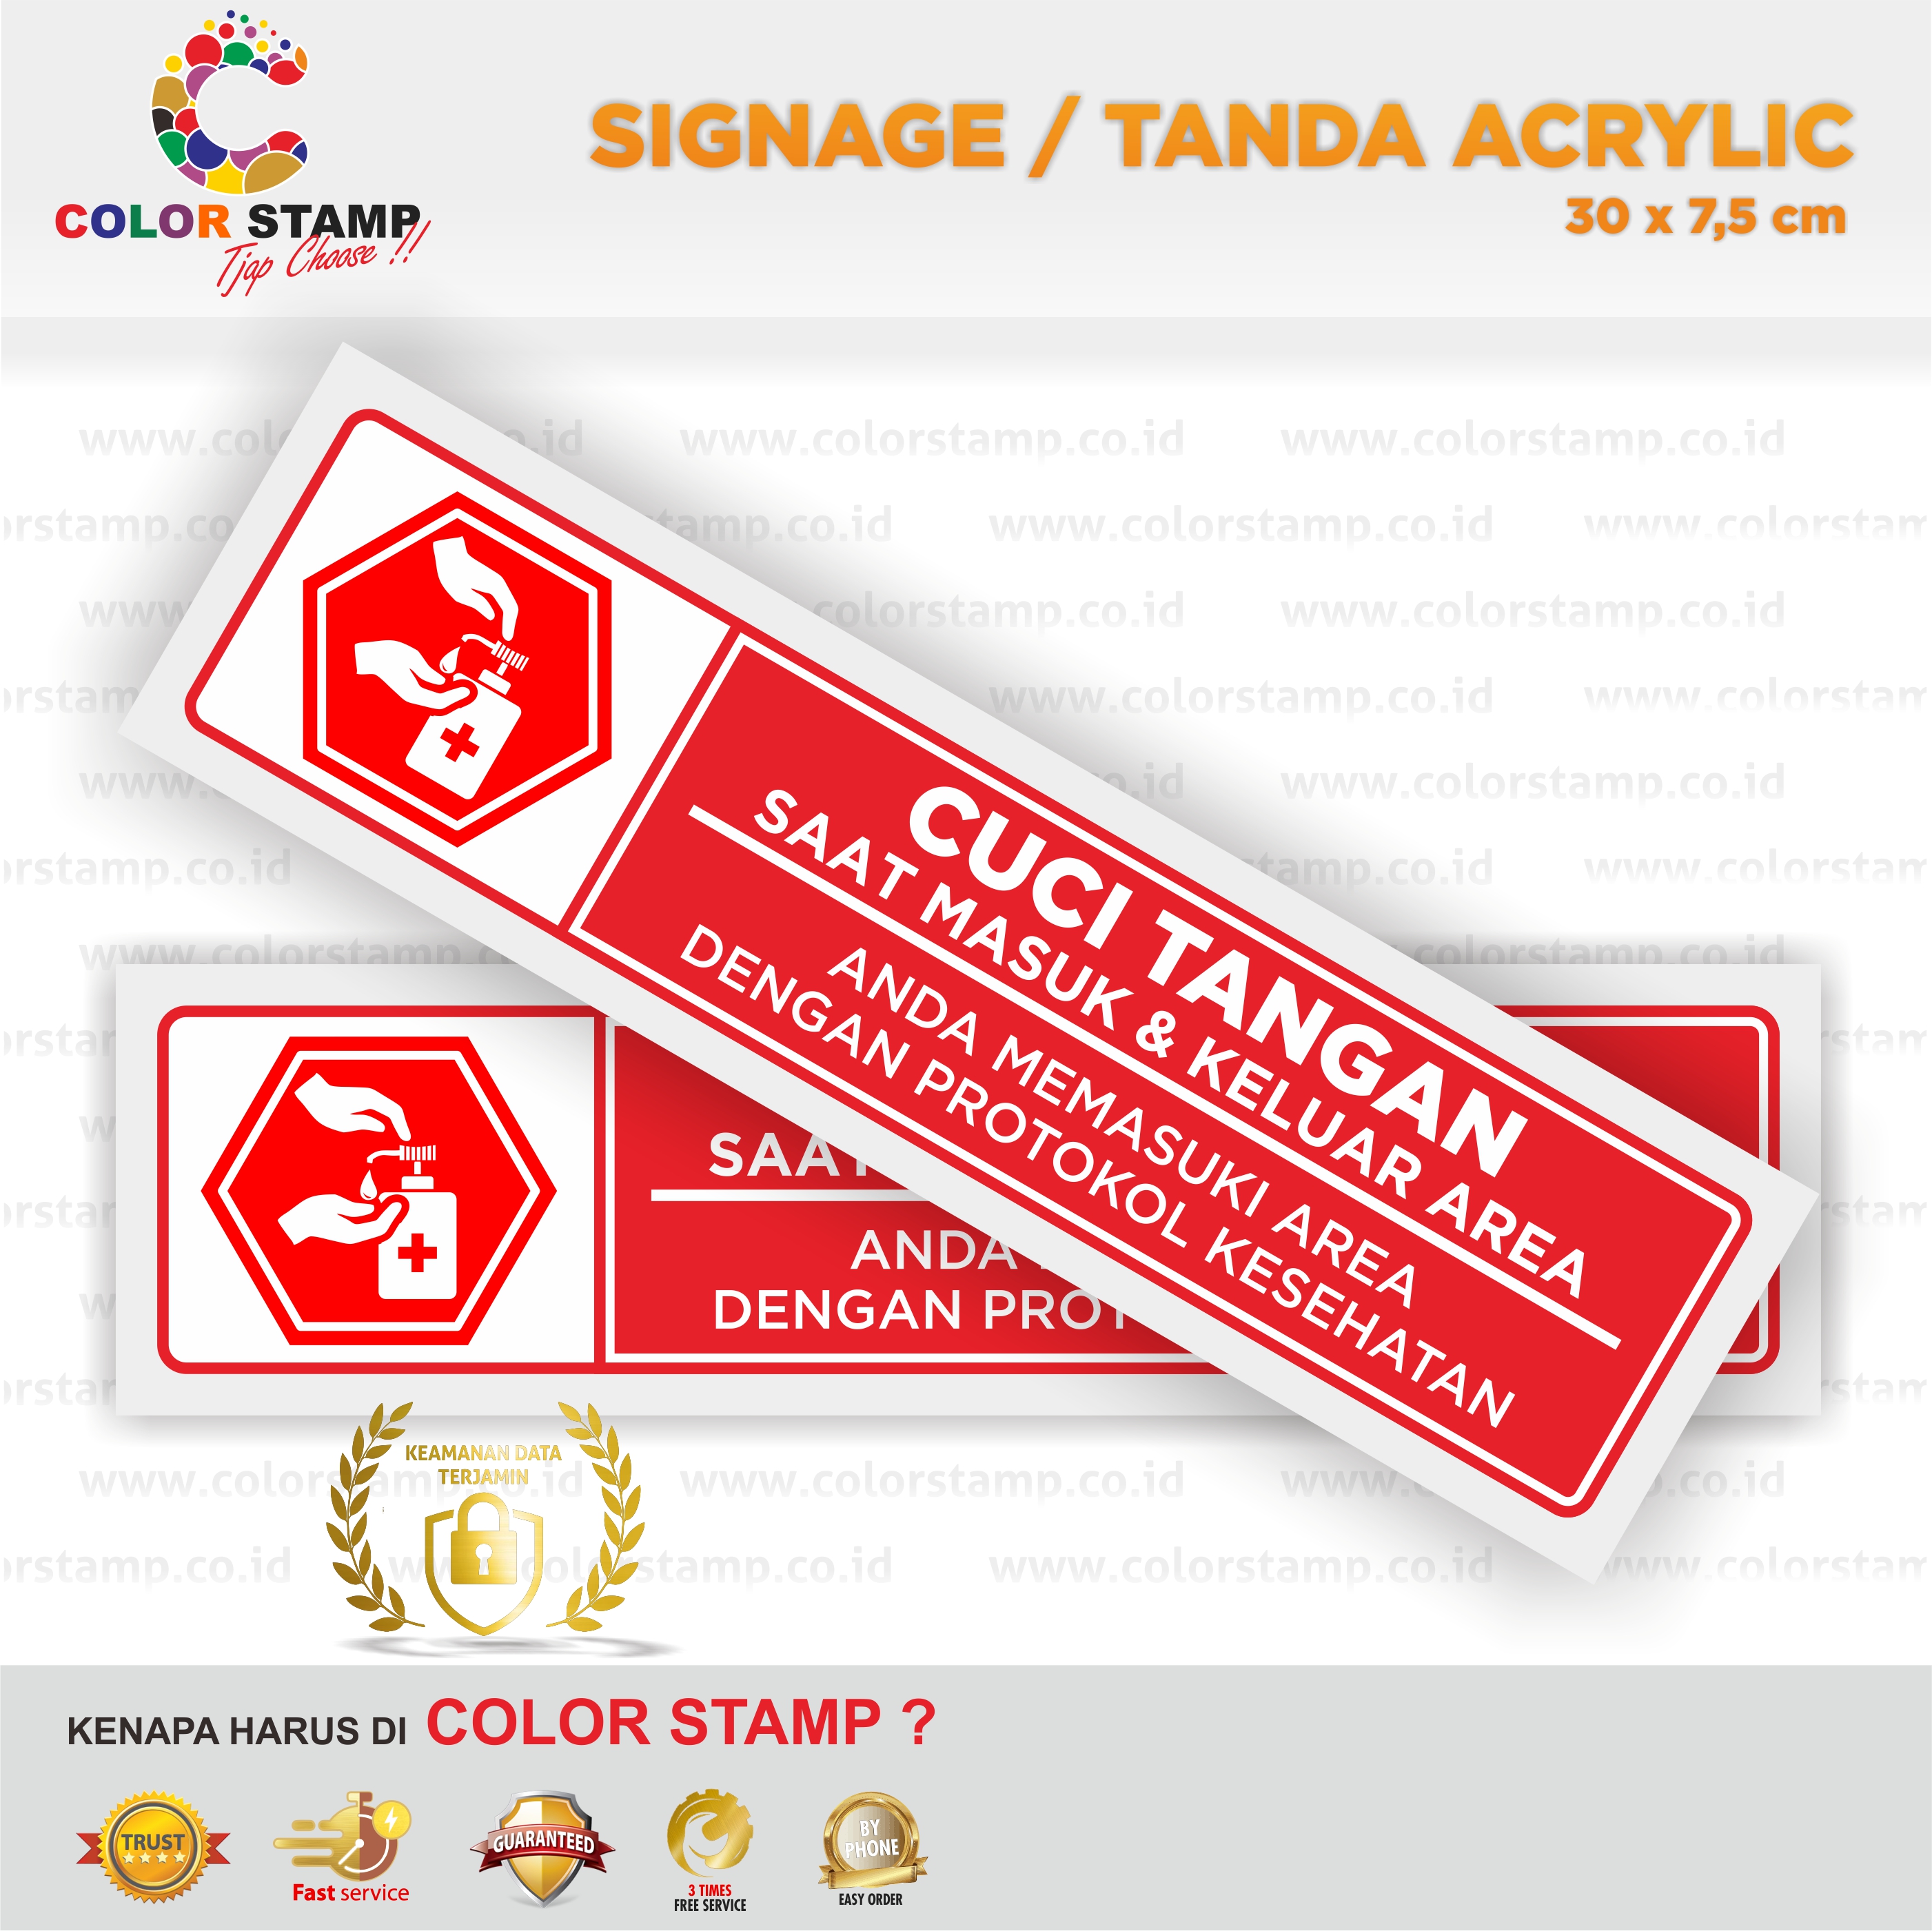 COLOR STAMP
Tjap Choose !!
SIGNAGE / TANDA ACRYLIC
30 x 7,5 cm
www.colorstamp.co.id
CUCI TANGAN
SAAT MASUK & KELUAR AREA
ANDA MEMASUKI AREA
DENGAN PROTOKOL KESEHATAN
SAAT
ANDA
DENGAN PROT
KEAMANAN DATA
TERJAMIN
KENAPA HARUS DI COLOR STAMP ?
TRUST
Fast service
GUARANTEED
3 TIMES
FREE SERVICE
BY
PHONE
EASY ORDER